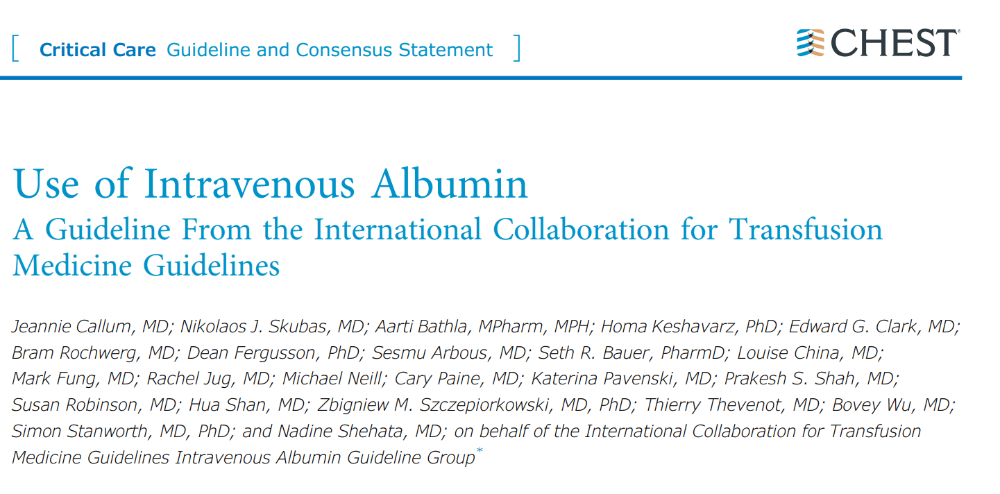 [ Critical Care Guideline and Consensus Statement ]
CHEST®
Use of Intravenous Albumin
A Guideline From the International Collaboration for Transfusion
Medicine Guidelines
Jeannie Callum, MD; Nikolaos J. Skubas, MD; Aarti Bathla, MPharm, MPH; Homa Keshavarz, PhD; Edward G. Clark, MD;
Bram Rochwerg, MD; Dean Fergusson, PhD; Sesmu Arbous, MD; Seth R. Bauer, PharmD; Louise China, MD;
Mark Fung, MD; Rachel Jug, MD; Michael Neill; Cary Paine, MD; Katerina Pavenski, MD; Prakesh S. Shah, MD;
Susan Robinson, MD; Hua Shan, MD; Zbigniew M. Szczepiorkowski, MD, PhD; Thierry Thevenot, MD; Bovey Wu, MD;
Simon Stanworth, MD, PhD; and Nadine Shehata, MD; on behalf of the International Collaboration for Transfusion
Medicine Guidelines Intravenous Albumin Guideline Group*